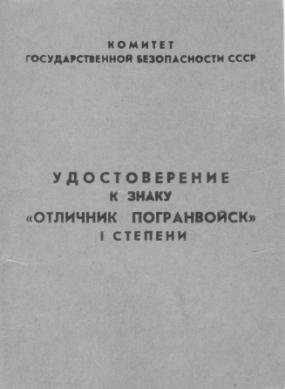 КОМИТЕТ
ГОСУДАРСТВЕННОЙ БЕЗОПАСНОСТИ СССР
УДОСТОВЕРЕНИЕ
К ЗНАКУ
«ОТЛИЧНИК ПОГРАНВОЙСК»
I СТЕПЕНИ